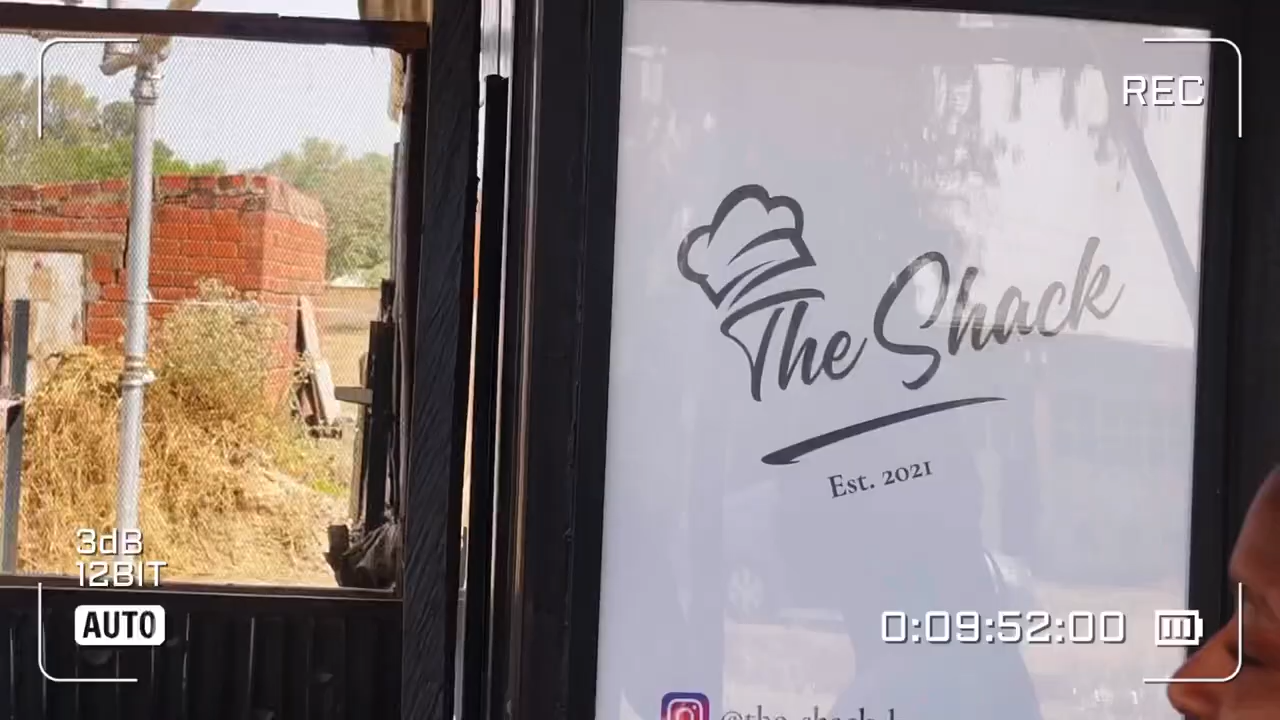 REC
The Shack
Est. 2021
3dB
12BIT
AUTO
0:09:52:00